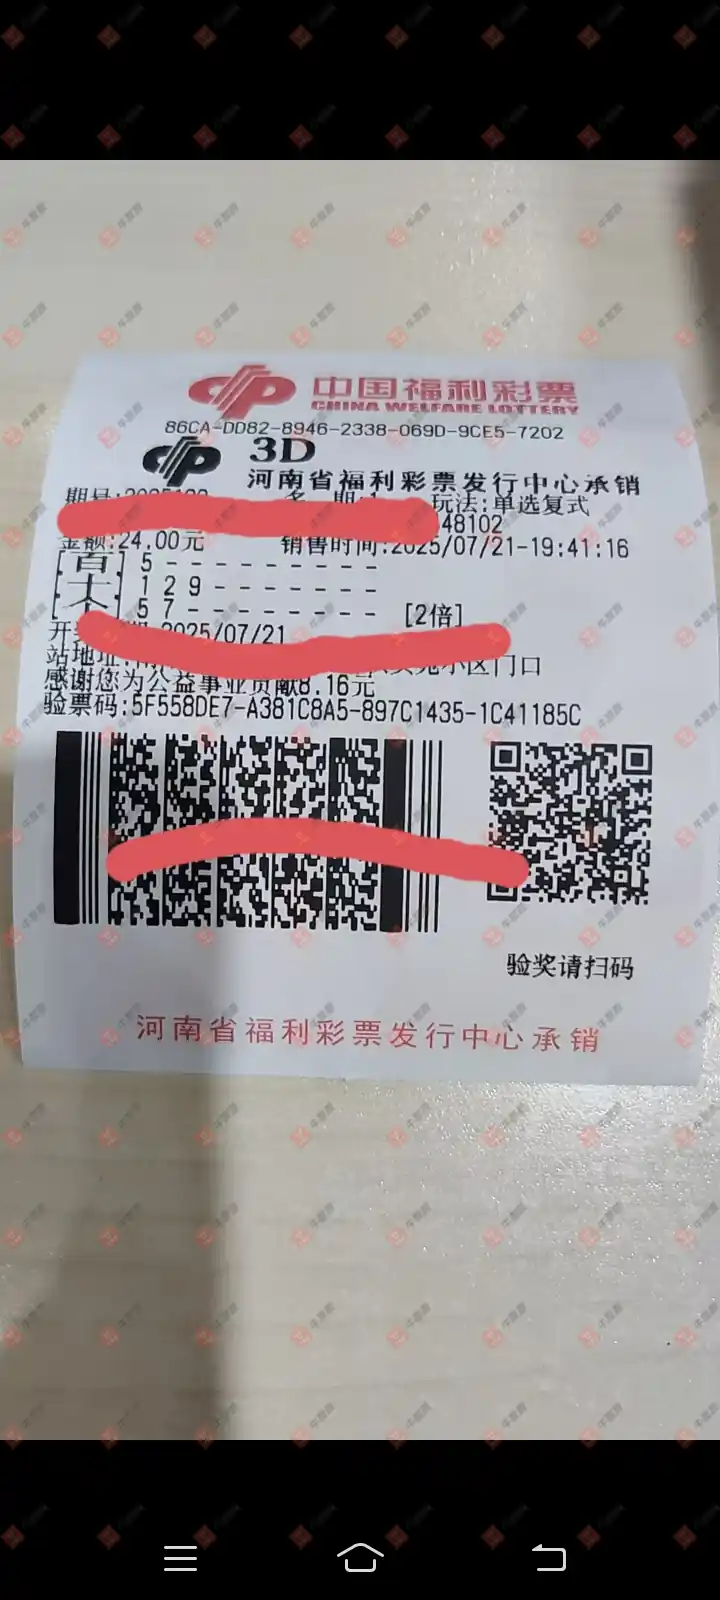 中国福利彩票
CHINA WELFARE LOTTERY
86CA-DD82-8946-2338-069D-9CE5-7202
3D
河南省福利彩票发行中心承销
期号: 玩法:单选复式
48102
金额:24.00元 销售时间:2025/07/21-19:41:16
百 5 - - - - - - - - -
十 1 2 9 - - - - - - -
个 5 7 - - - - - - - - [2倍]
2025/07/21
站地址: 小区门口
感谢您为公益事业贡献8.16元
验票码:5F558DE7-A381C8A5-897C1435-1C41185C
验奖请扫码
河南省福利彩票发行中心承销